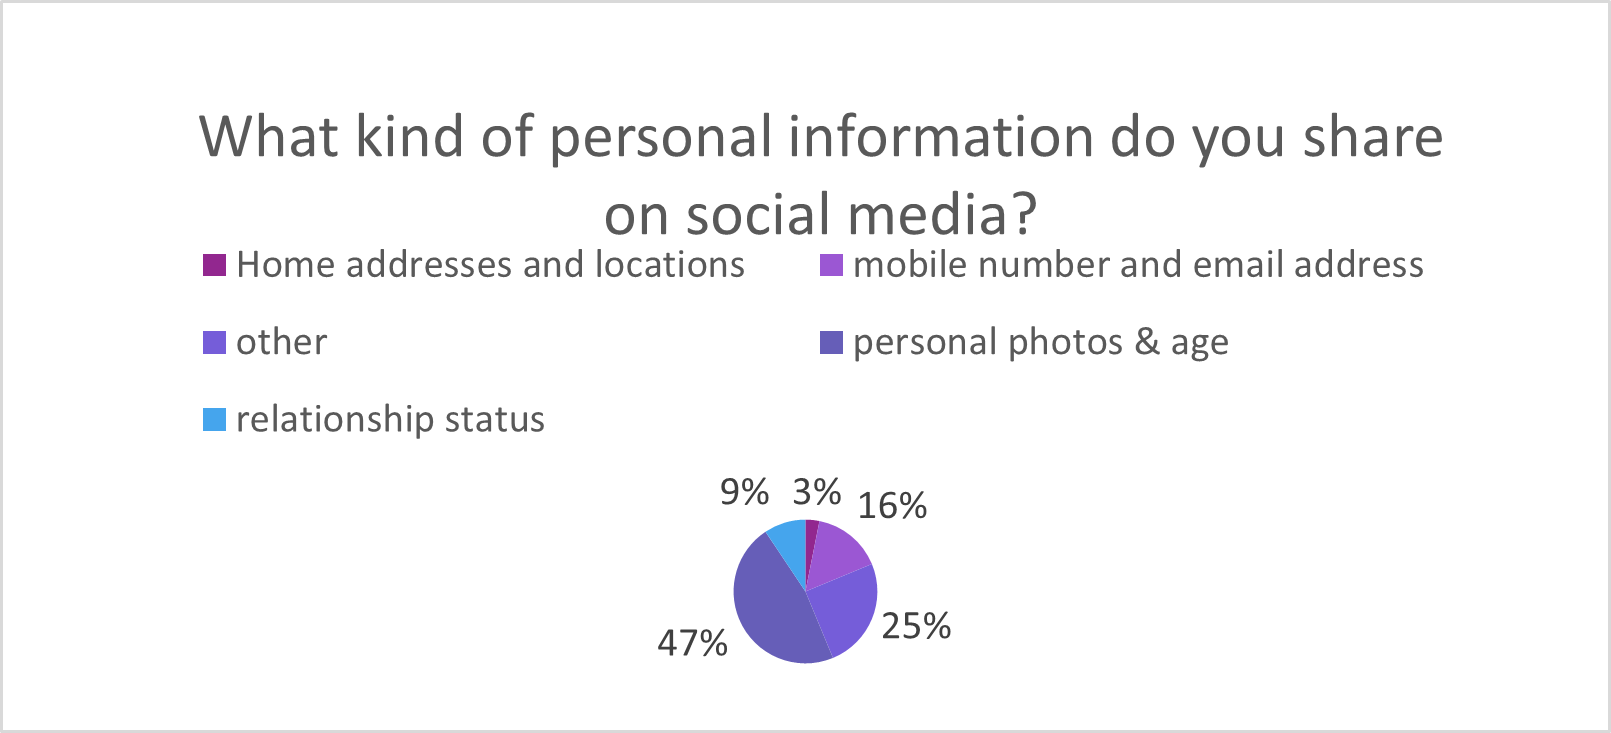 What kind of personal information do you share
on social media?
Home addresses and locations
mobile number and email address
other
personal photos & age
relationship status
9%
3%
16%
25%
47%